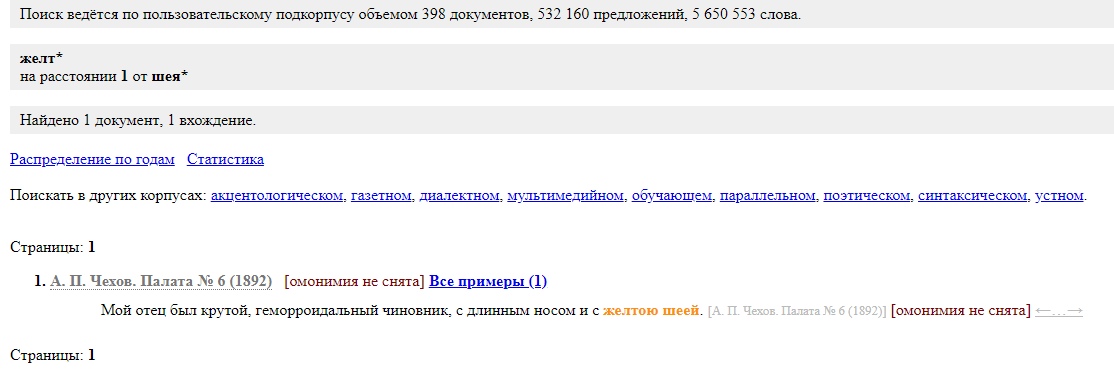 Поиск ведётся по пользовательскому подкорпусу объемом 398 документов, 532 160 предложений, 5 650 553 слова.
желт*
на расстоянии 1 от шея*
Найдено 1 документ, 1 вхождение.
Распределение по годам Статистика
Поискать в других корпусах: акцентологическом, газетном, диалектном, мультимедийном, обучающем, параллельном, поэтическом, синтаксическом, устном.
Страницы: 1
1. А. П. Чехов. Палата № 6 (1892) [омонимия не снята] Все примеры (1)
Мой отец был крутой, геморроидальный чиновник, с длинным носом и с желтою шеей. [А. П. Чехов. Палата № 6 (1892)] [омонимия не снята] ←…→
Страницы: 1